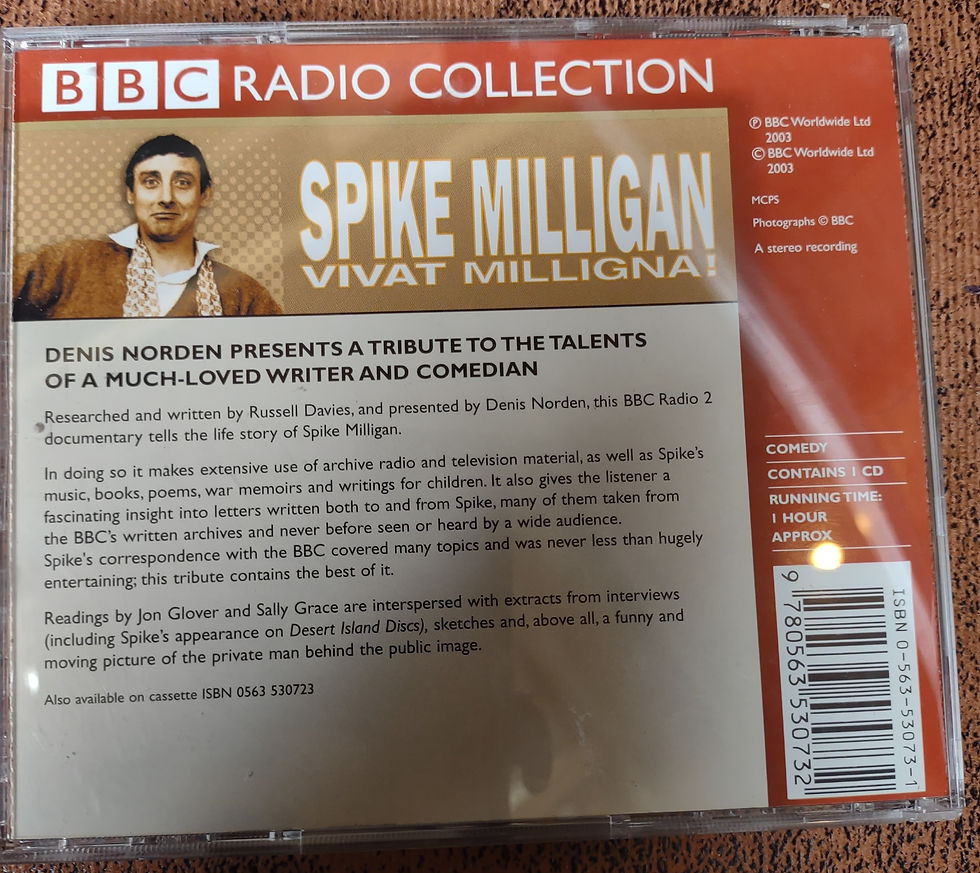 BBC RADIO COLLECTION
SPIKE MILLIGAN
VIVAT MILLIGNA!
DENIS NORDEN PRESENTS A TRIBUTE TO THE TALENTS
OF A MUCH-LOVED WRITER AND COMEDIAN
Researched and written by Russell Davies, and presented by Denis Norden, this BBC Radio 2
documentary tells the life story of Spike Milligan.
In doing so it makes extensive use of archive radio and television material, as well as Spike's
music, books, poems, war memoirs and writings for children. It also gives the listener a
fascinating insight into letters written both to and from Spike, many of them taken from
the BBC's written archives and never before seen or heard by a wide audience.
Spike's correspondence with the BBC covered many topics and was never less than hugely
entertaining; this tribute contains the best of it.
Readings by Jon Glover and Sally Grace are interspersed with extracts from interviews
(including Spike's appearance on Desert Island Discs), sketches and, above all, a funny and
moving picture of the private man behind the public image.
Also available on cassette ISBN 0563 530723
℗ BBC Worldwide Ltd
2003
© BBC Worldwide Ltd
2003
MCPS
Photographs © BBC
A stereo recording
COMEDY
CONTAINS 1 CD
RUNNING TIME:
1 HOUR
APPROX
ISBN 0-563-53073-1
9 780563 530732